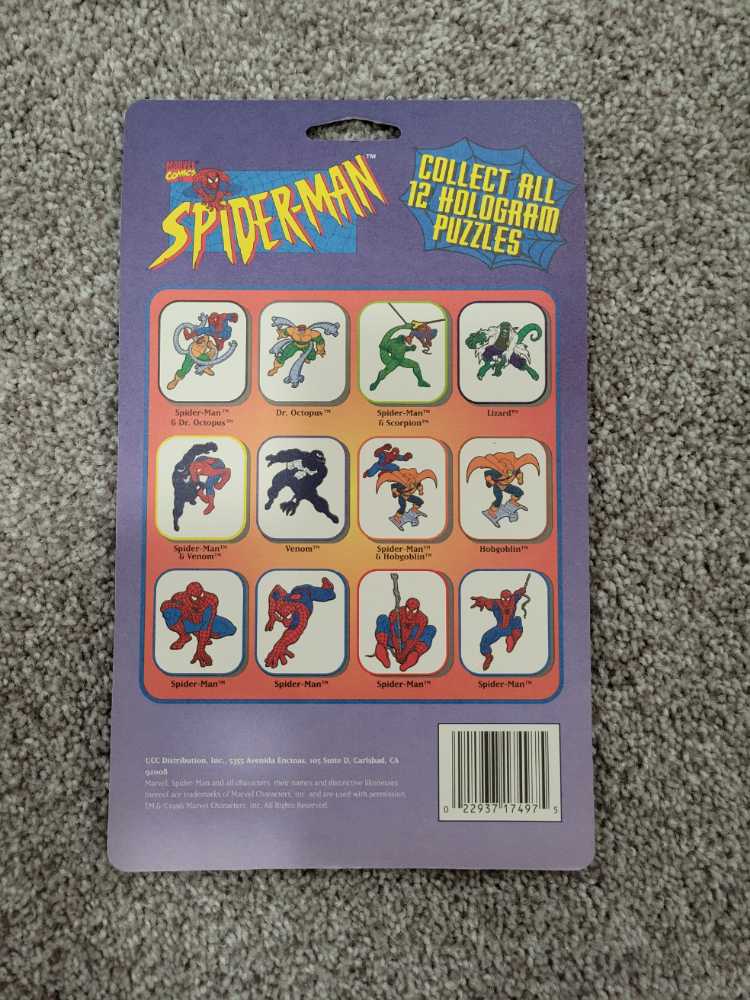 MARVEL
COMICS
SPIDER-MAN™
COLLECT ALL
12 HOLOGRAM
PUZZLES
Spider-Man™
& Dr. Octopus™
Dr. Octopus™
Spider-Man™
& Scorpion™
Lizard™
Spider-Man™
& Venom™
Venom™
Spider-Man™
& Hobgoblin™
Hobgoblin™
Spider-Man™
Spider-Man™
Spider-Man™
Spider-Man™
UCC Distribution, Inc., 5355 Avenida Encinas, 105 Suite D, Carlsbad, CA
92008
Marvel, Spider-Man and all characters, their names and distinctive likenesses
thereof are trademarks of Marvel Characters, Inc. and are used with permission.
TM & ©1996 Marvel Characters, Inc. All Rights Reserved.
0 22937 17497 5